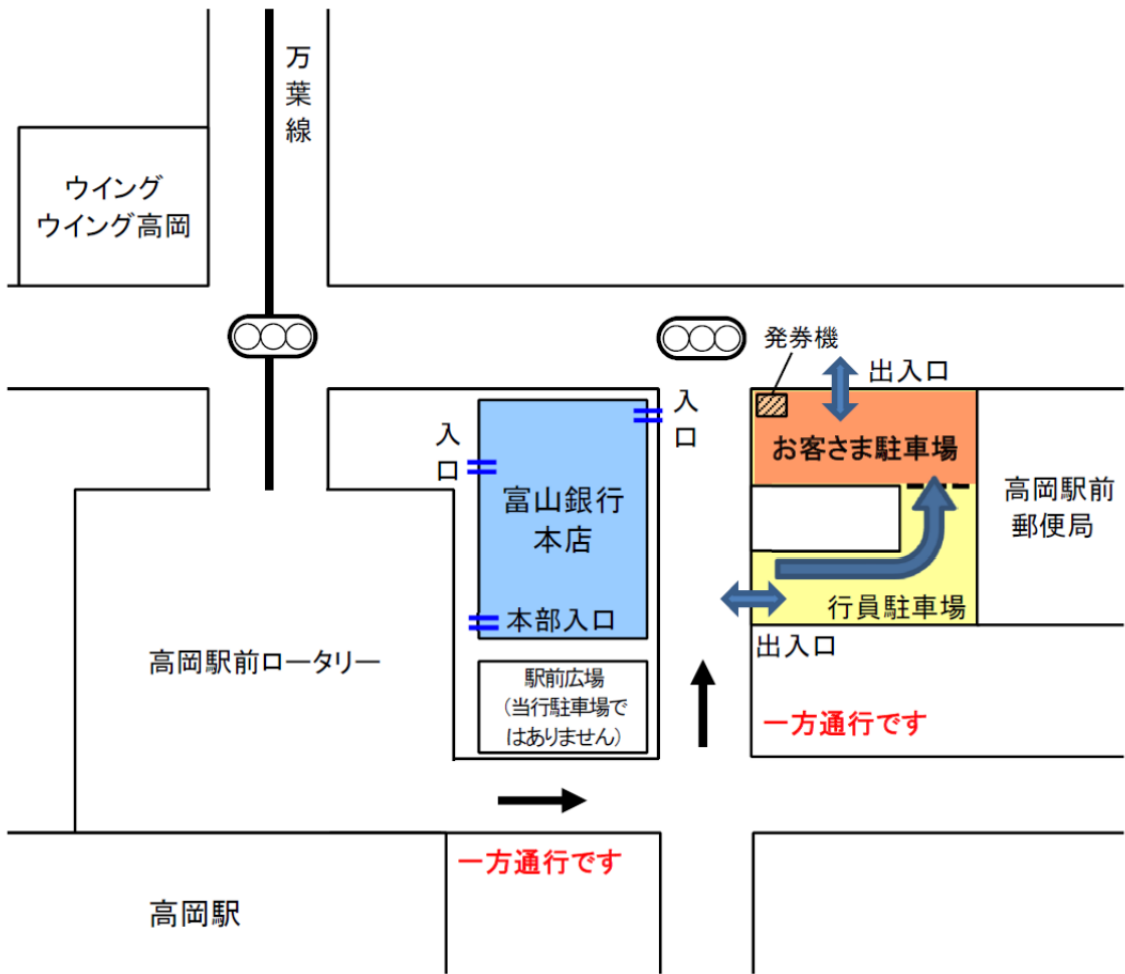 万葉線
ウイング
ウイング高岡
発券機
出入口
入口
お客さま駐車場
入口
富山銀行
本店
高岡駅前
郵便局
行員駐車場
本部入口
出入口
高岡駅前ロータリー
駅前広場
(当行駐車場で
はありません)
一方通行です
一方通行です
高岡駅